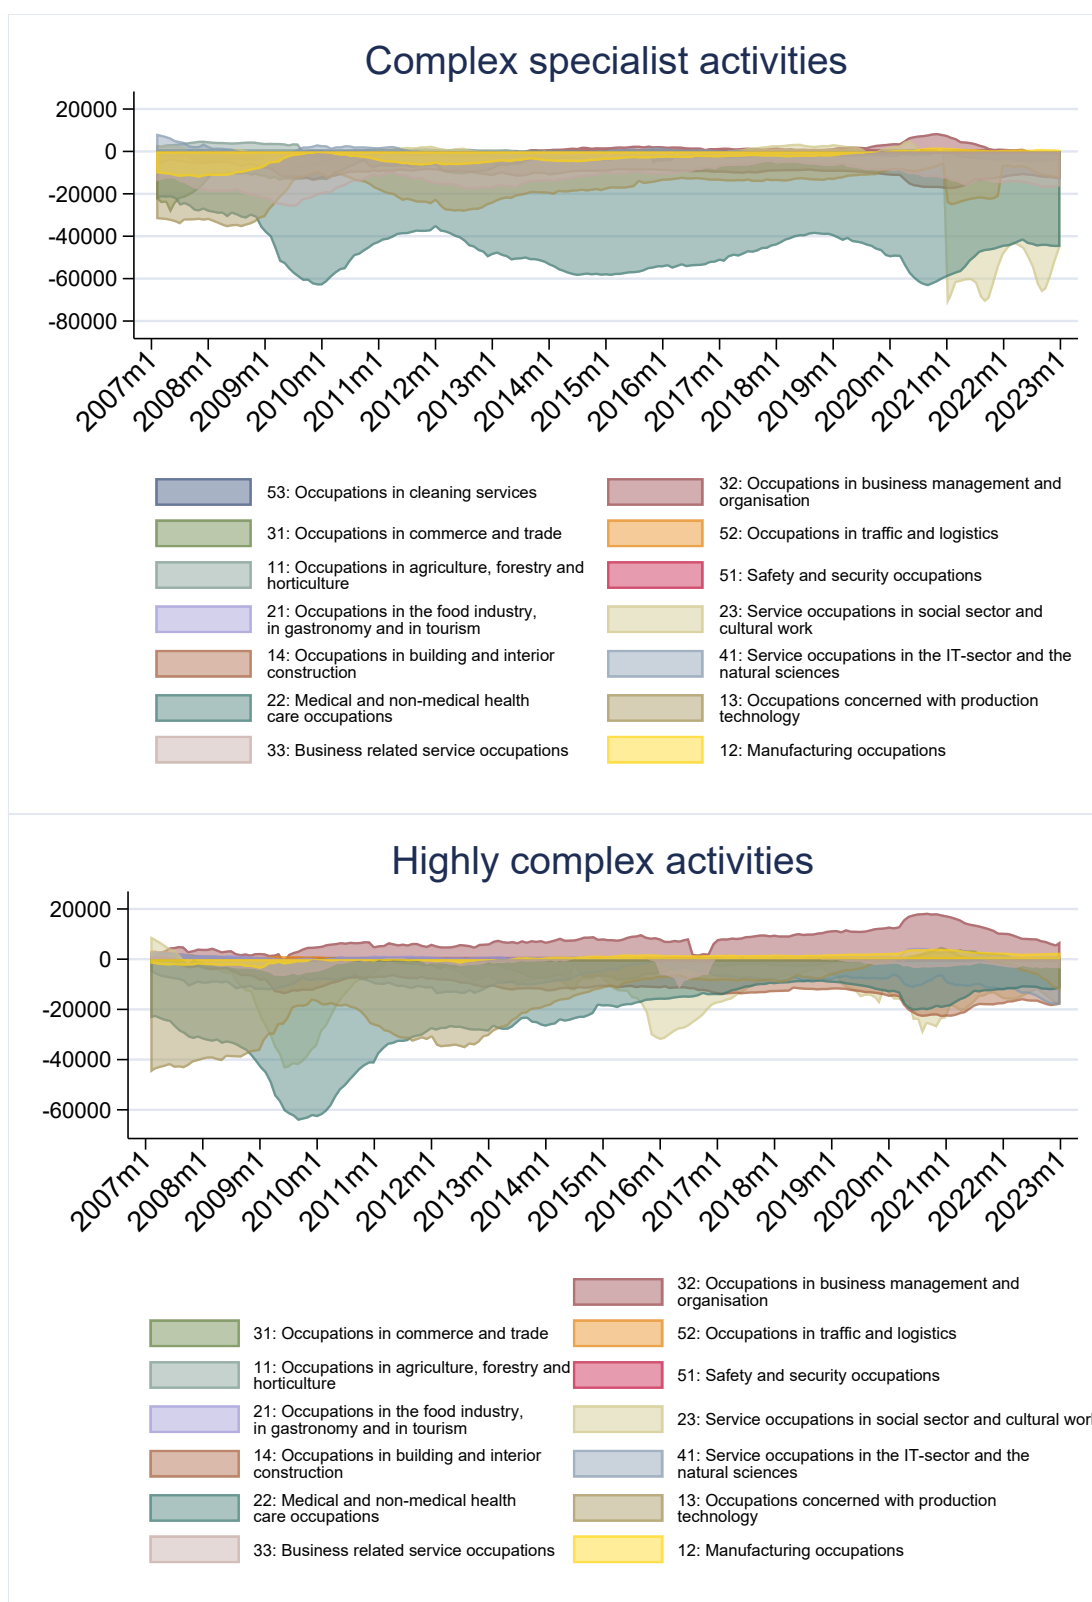 Complex specialist activities
20000
0
-20000
-40000
-60000
-80000
2007m1
2008m1
2009m1
2010m1
2011m1
2012m1
2013m1
2014m1
2015m1
2016m1
2017m1
2018m1
2019m1
2020m1
2021m1
2022m1
2023m1
53: Occupations in cleaning services
32: Occupations in business management and
organisation
31: Occupations in commerce and trade
52: Occupations in traffic and logistics
11: Occupations in agriculture, forestry and
horticulture
51: Safety and security occupations
21: Occupations in the food industry,
in gastronomy and in tourism
23: Service occupations in social sector and
cultural work
14: Occupations in building and interior
construction
41: Service occupations in the IT-sector and the
natural sciences
22: Medical and non-medical health
care occupations
13: Occupations concerned with production
technology
33: Business related service occupations
12: Manufacturing occupations
Highly complex activities
20000
0
-20000
-40000
-60000
2007m1
2008m1
2009m1
2010m1
2011m1
2012m1
2013m1
2014m1
2015m1
2016m1
2017m1
2018m1
2019m1
2020m1
2021m1
2022m1
2023m1
32: Occupations in business management and
organisation
31: Occupations in commerce and trade
52: Occupations in traffic and logistics
11: Occupations in agriculture, forestry and
horticulture
51: Safety and security occupations
21: Occupations in the food industry,
in gastronomy and in tourism
23: Service occupations in social sector and cultural wor
14: Occupations in building and interior
construction
41: Service occupations in the IT-sector and the
natural sciences
22: Medical and non-medical health
care occupations
13: Occupations concerned with production
technology
33: Business related service occupations
12: Manufacturing occupations